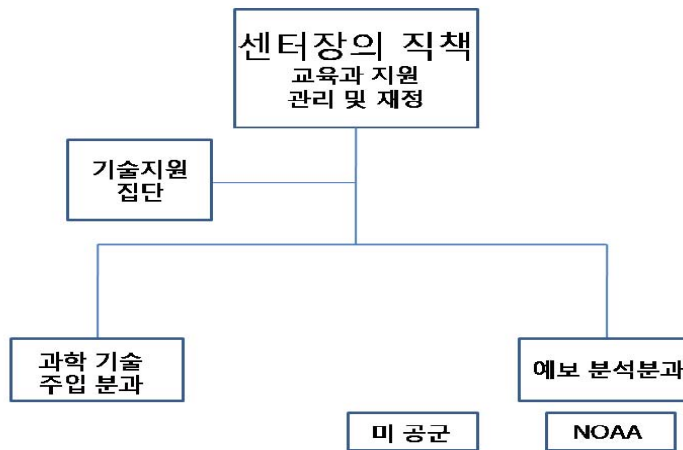 센터장의 직책
교육과 지원
관리 및 재정
기술지원
집단
과학 기술
주입 분과
예보 분석분과
미 공군
NOAA